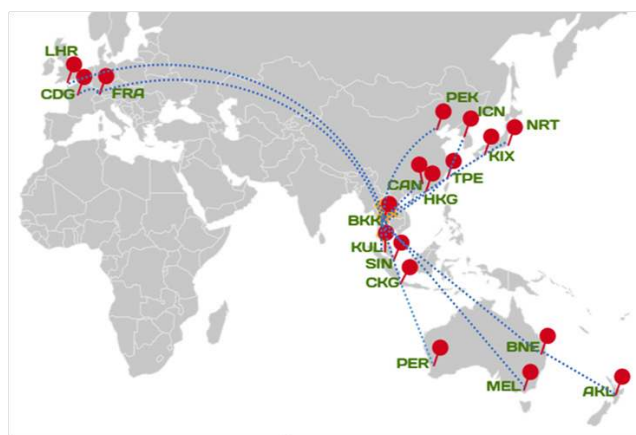 LHR
CDG
FRA
PEK
ICN
NRT
KIX
TPE
CAN
HKG
BKK
KUL
SIN
CKG
PER
BNE
MEL
AKL